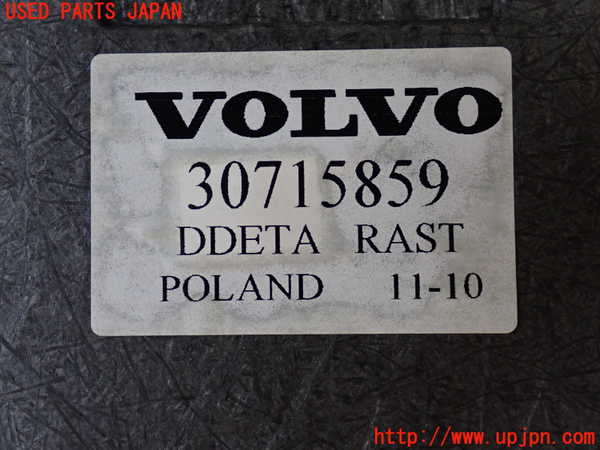 USED PARTS JAPAN
VOLVO
30715859
DDETA RAST
POLAND 11-10
http://www.upjpn.com/